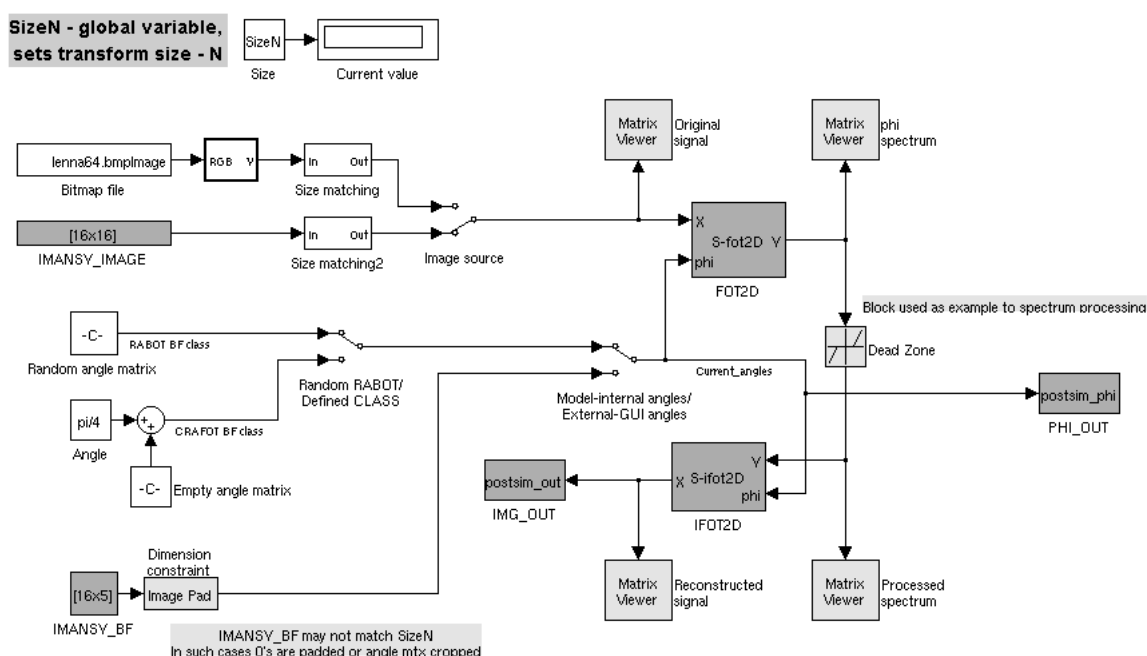 SizeN - global variable,
sets transform size - N
SizeN
Size
Current value
Matrix
Viewer
Original
signal
Matrix
Viewer
phi
spectrum
lenna64.bmpImage
Bitmap file
RGB Y
In Out
Size matching
[16x16]
IMANSY_IMAGE
In Out
Size matching2
Image source
X
S-fot2D Y
phi
FOT2D
Block used as example to spectrum processing
Dead Zone
-C-
RABOT BF class
Random angle matrix
Random RABOT/
Defined CLASS
Current_angles
Model-internal angles/
External-GUI angles
postsim_phi
PHI_OUT
pi/4
Angle
CRAFOT BF class
-C-
Empty angle matrix
postsim_out
IMG_OUT
Y
X S-ifot2D
phi
IFOT2D
Dimension
constraint
[16x5]
Image Pad
IMANSY_BF
Matrix
Viewer
Reconstructed
signal
Matrix
Viewer
Processed
spectrum
IMANSY_BF may not match SizeN
In such cases 0's are padded or angle mtx cropped